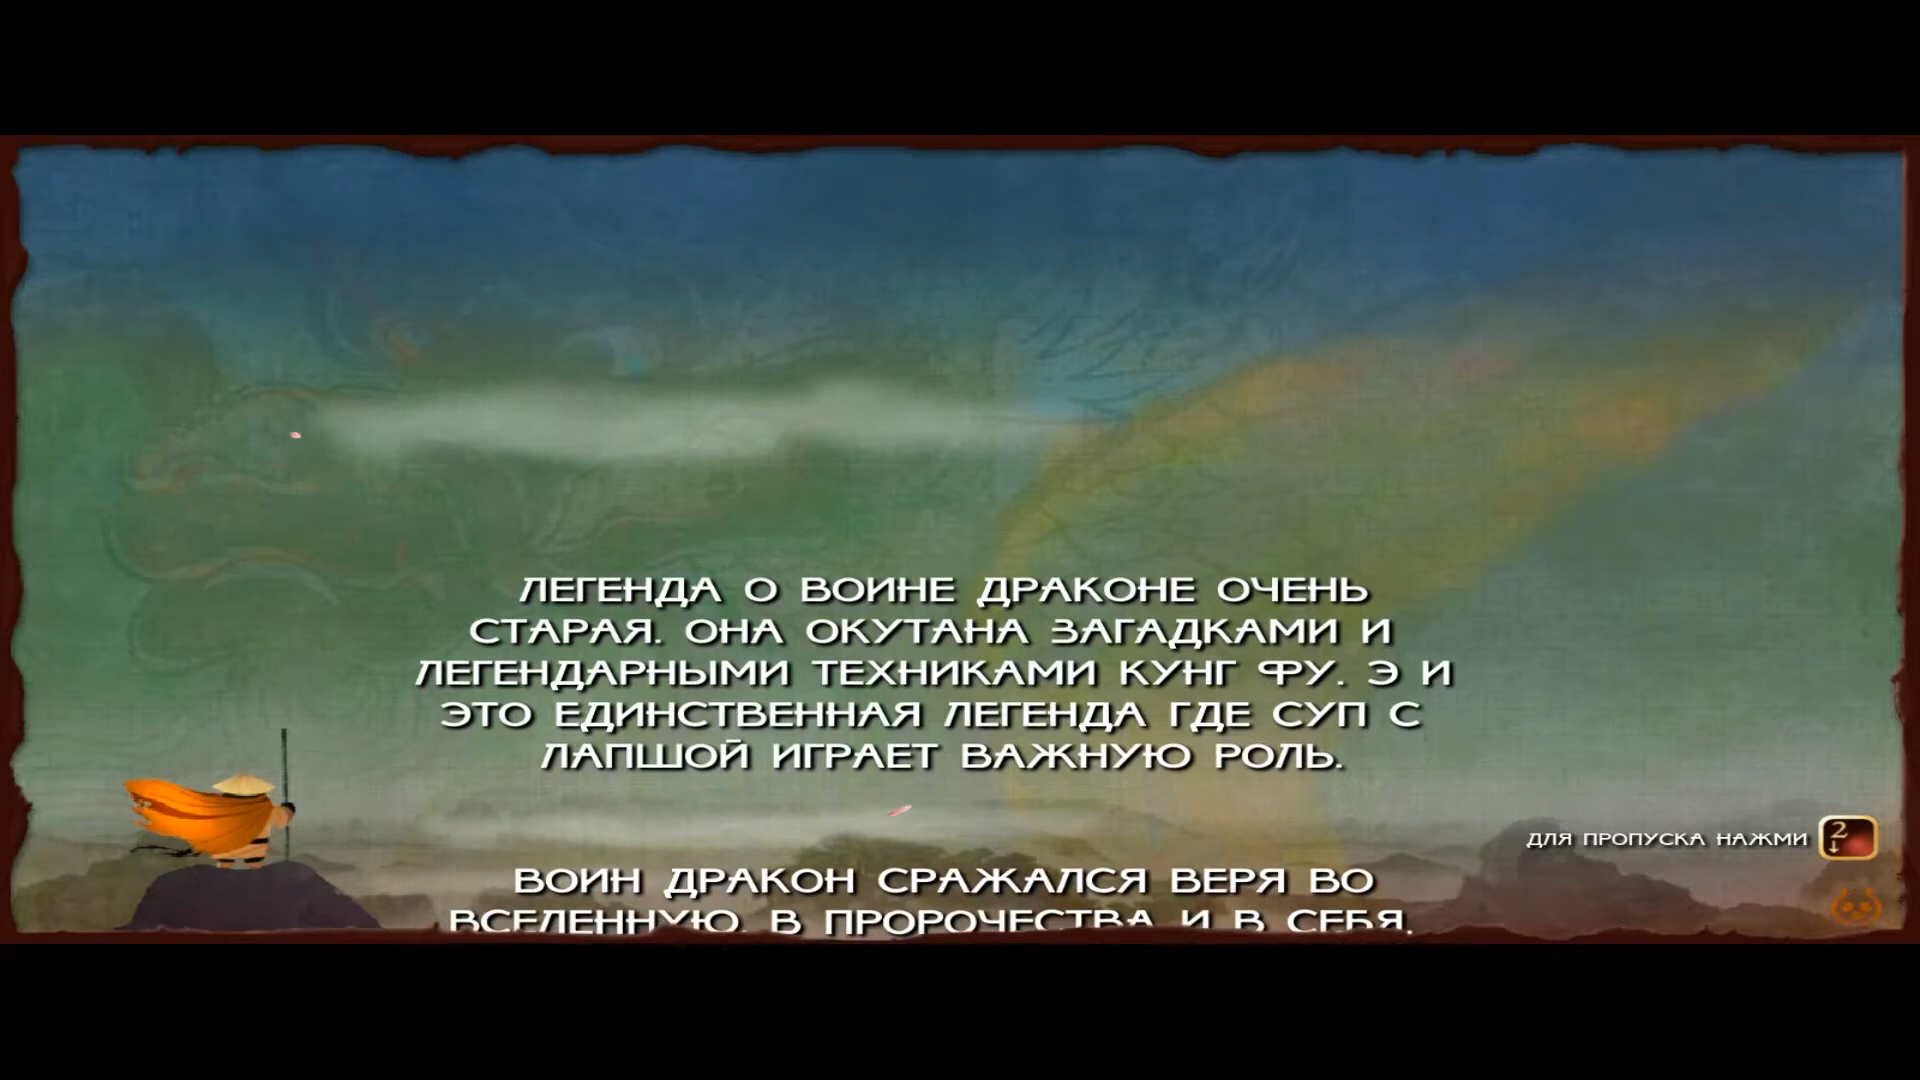 ЛЕГЕНДА О ВОИНЕ ДРАКОНЕ ОЧЕНЬ
СТАРАЯ. ОНА ОКУТАНА ЗАГАДКАМИ И
ЛЕГЕНДАРНЫМИ ТЕХНИКАМИ КУНГ ФУ. Э И
ЭТО ЕДИНСТВЕННАЯ ЛЕГЕНДА ГДЕ СУП С
ЛАПШОЙ ИГРАЕТ ВАЖНУЮ РОЛЬ.
ДЛЯ ПРОПУСКА НАЖМИ 2
ВОИН ДРАКОН СРАЖАЛСЯ ВЕРЯ ВО
ВСЕЛЕННУЮ, В ПРОРОЧЕСТВА И В СЕБЯ.